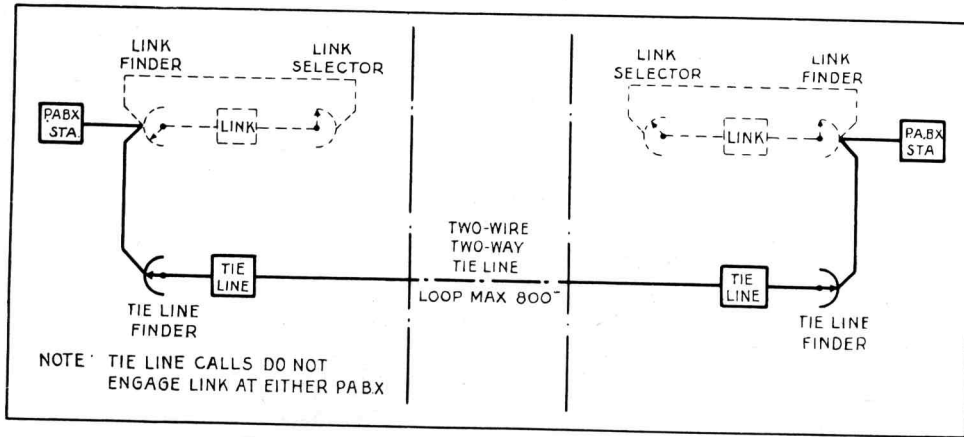 LINK
FINDER
LINK
SELECTOR
LINK
SELECTOR
LINK
FINDER
PABX
STA.
LINK
LINK
P.A.B.X
STA
TWO-WIRE
TWO-WAY
TIE LINE
LOOP MAX 800
TIE
LINE
TIE
LINE
TIE LINE
FINDER
TIE LINE
FINDER
NOTE TIE LINE CALLS DO NOT
ENGAGE LINK AT EITHER PABX